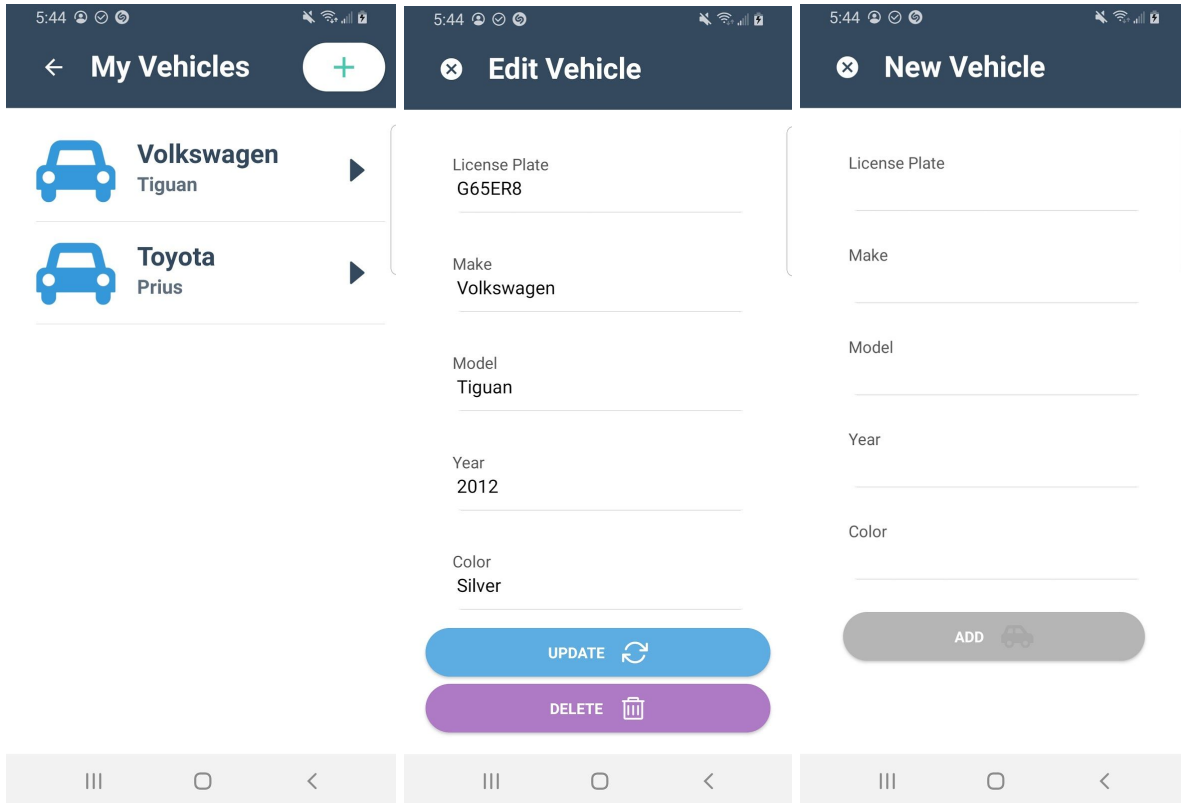 5:44
My Vehicles
+
Volkswagen
Tiguan
Toyota
Prius
5:44
Edit Vehicle
License Plate
G65ER8
Make
Volkswagen
Model
Tiguan
Year
2012
Color
Silver
UPDATE
DELETE
5:44
New Vehicle
License Plate
Make
Model
Year
Color
ADD